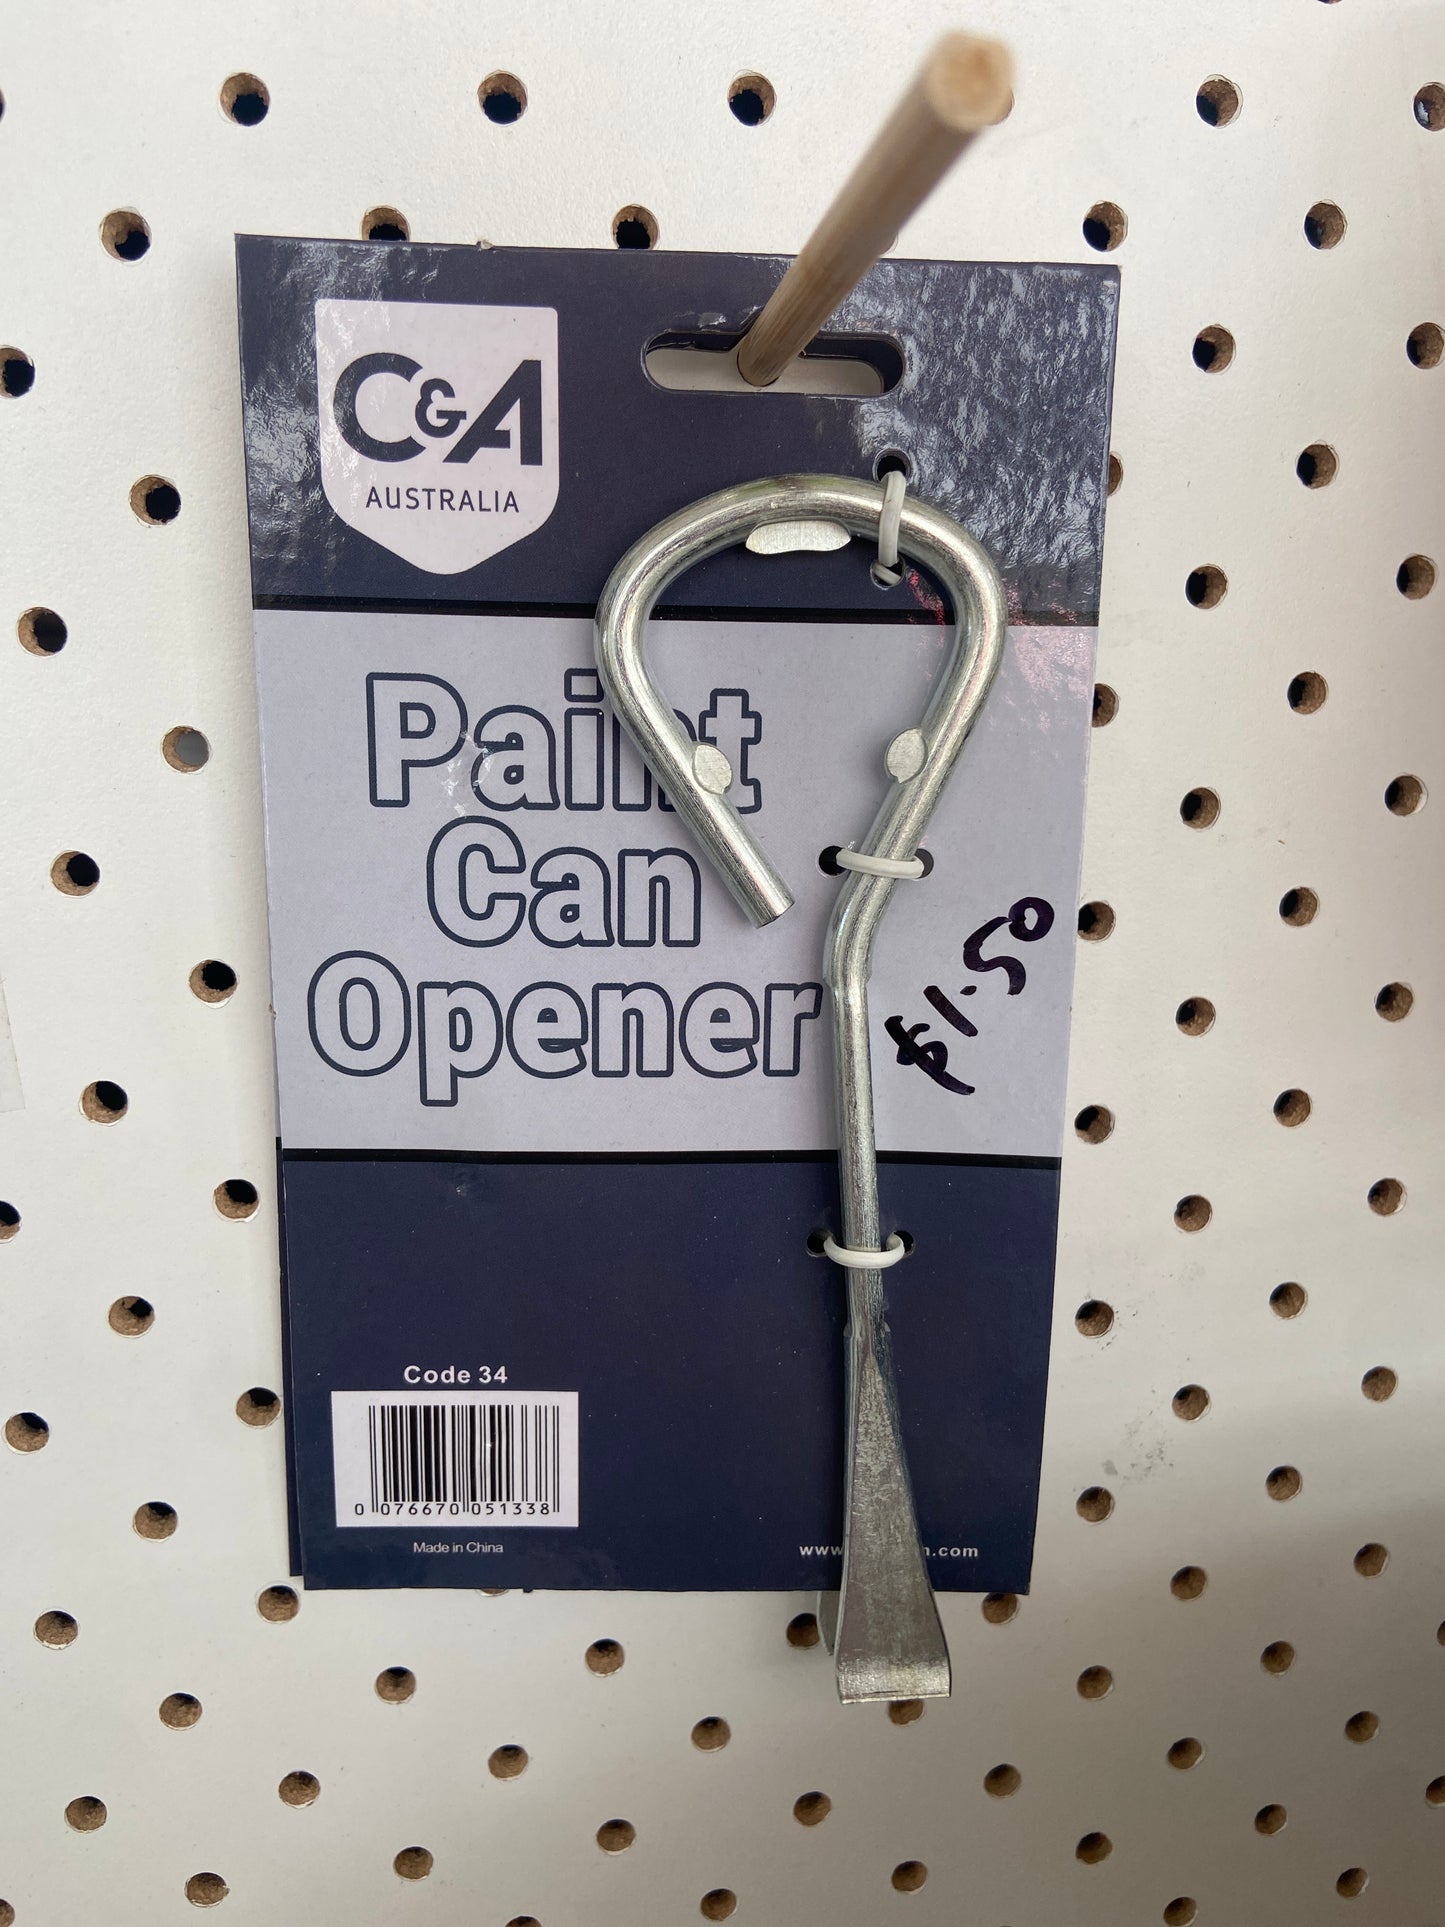 C&A
AUSTRALIA
Paint
Can
Opener
$1.50
Code 34
0 076670 051338
Made in China